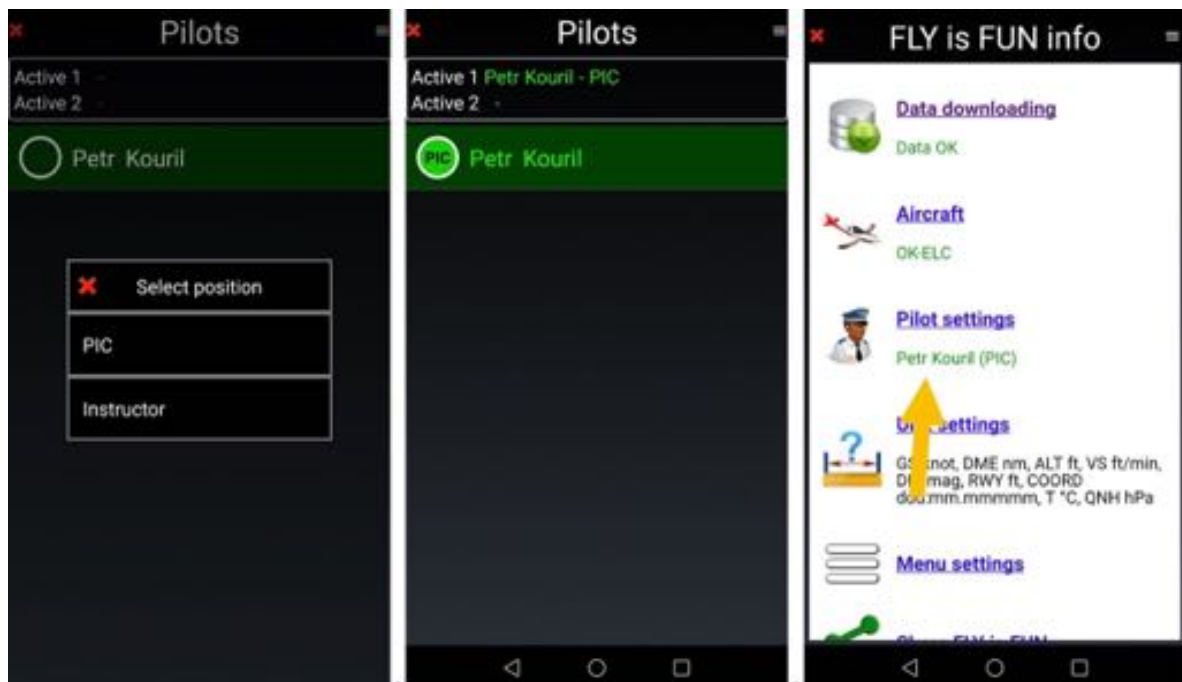 Pilots
Active 1 -
Active 2 -
Petr Kouril
Select position
PIC
Instructor
Pilots
Active 1 Petr Kouril - PIC
Active 2 -
PIC Petr Kouril
FLY is FUN info
Data downloading
Data OK
Aircraft
OK-ELC
Pilot settings
Petr Kouril (PIC)
settings
knot, DME nm, ALT ft, VS ft/min,
mag, RWY ft, COORD
mm.mmmmm, T °C, QNH hPa
Menu settings
FLY is FUN